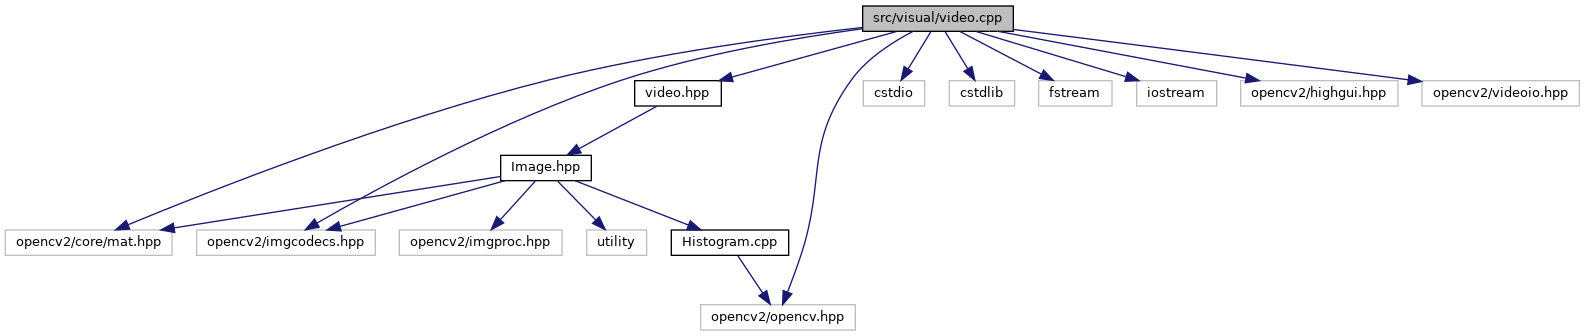 src/visual/video.cpp
video.hpp
cstdio
cstdlib
fstream
iostream
opencv2/highgui.hpp
opencv2/videoio.hpp
Image.hpp
opencv2/core/mat.hpp
opencv2/imgcodecs.hpp
opencv2/imgproc.hpp
utility
Histogram.cpp
opencv2/opencv.hpp